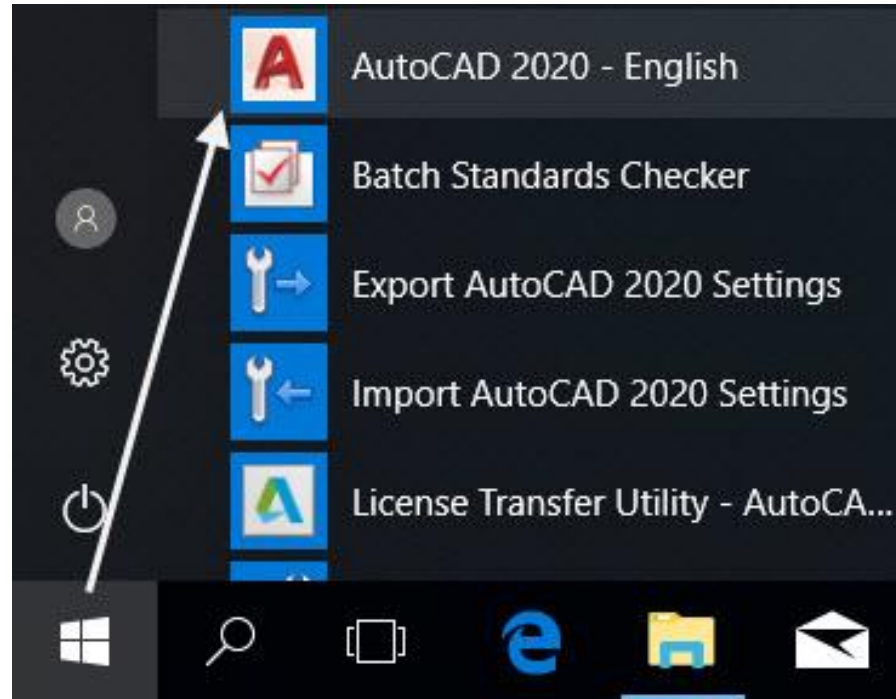 AutoCAD 2020 - English
Batch Standards Checker
Export AutoCAD 2020 Settings
Import AutoCAD 2020 Settings
License Transfer Utility - AutoCA...